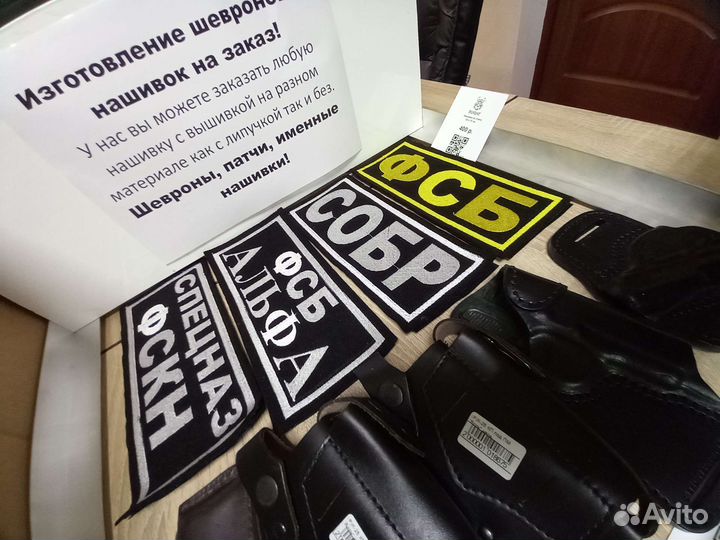 Изготовление шевронов
нашивок на заказ!
У нас вы можете заказать любую
нашивку с вышивкой на разном
материале как с липучкой так и без.
Шевроны, патчи, именные
нашивки!
400 р.
ФСБ
СОБР
ФСБ
АЛЬФА
СПЕЦНАЗ
ФСКН
Avito